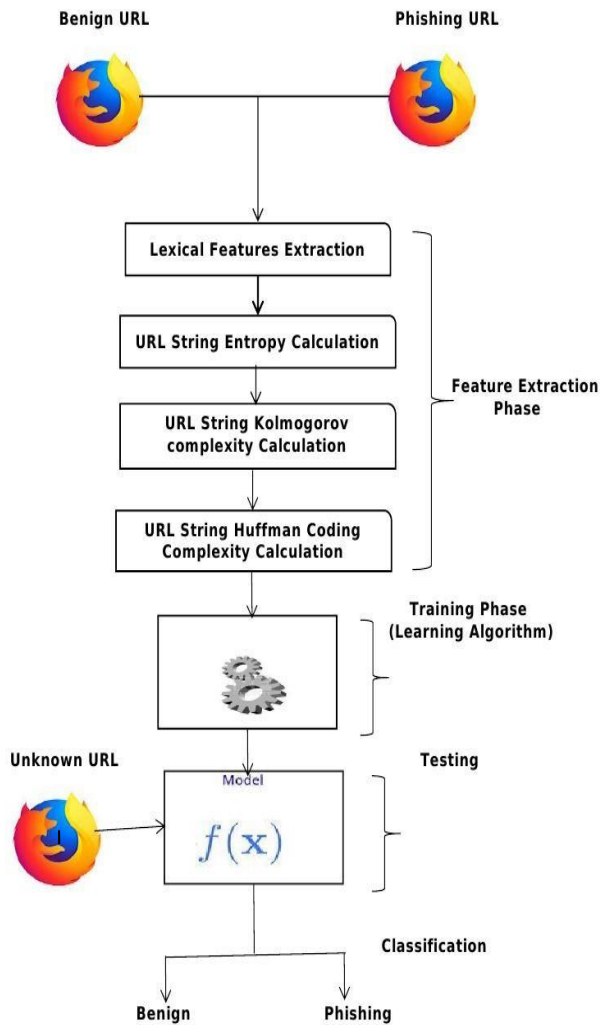 Benign URL
Phishing URL
Lexical Features Extraction
URL String Entropy Calculation
URL String Kolmogorov
complexity Calculation
URL String Huffman Coding
Complexity Calculation
Feature Extraction
Phase
Training Phase
(Learning Algorithm)
Unknown URL
Testing
Model
f(x)
Classification
Benign
Phishing